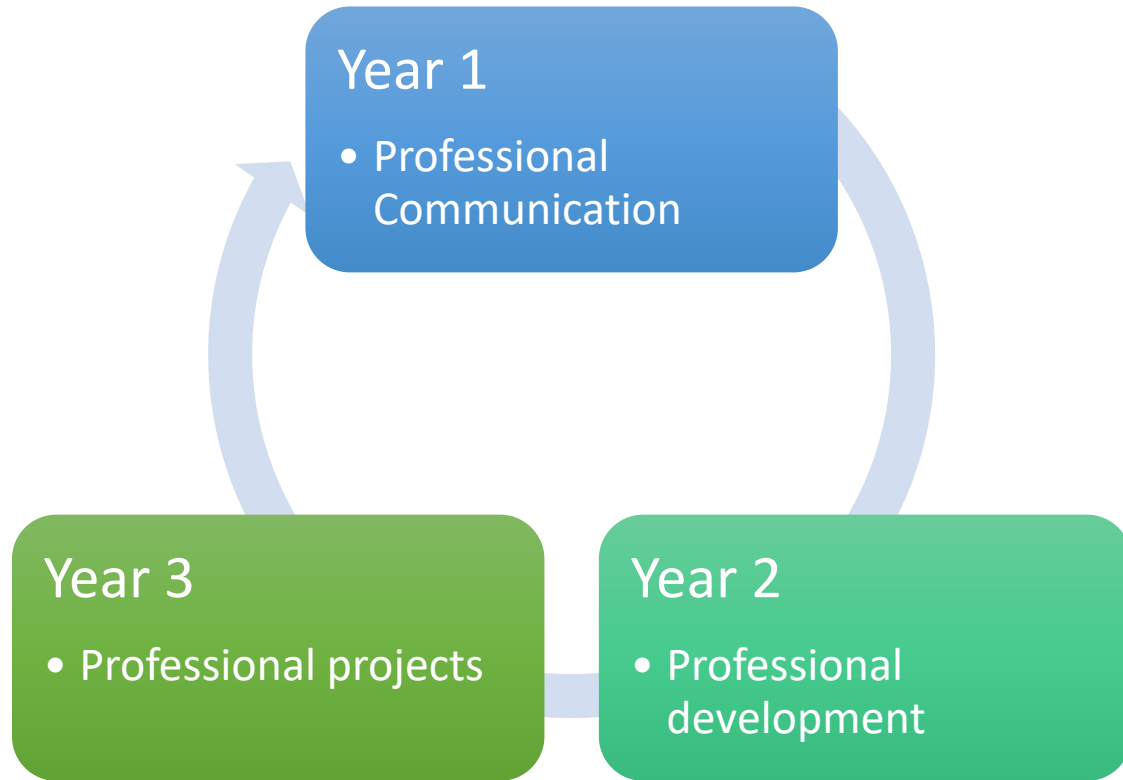 Year 1
• Professional
Communication
Year 2
• Professional
development
Year 3
• Professional projects